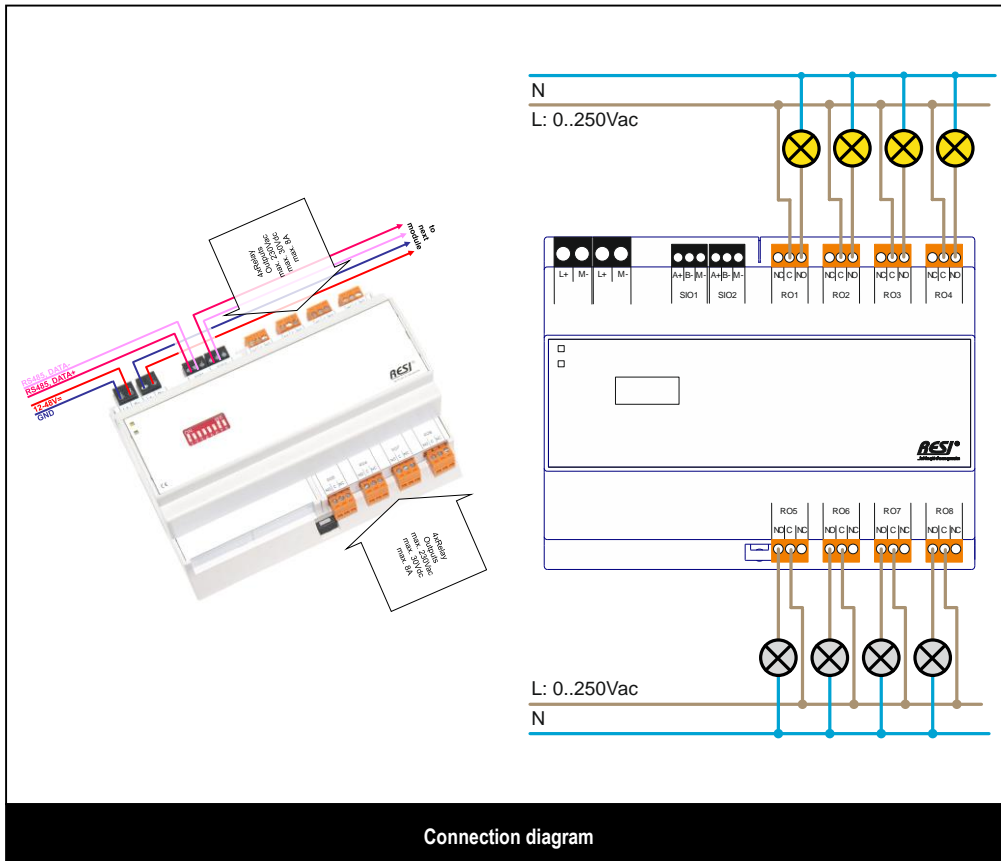 N
L: 0..250Vac
to
next
module
4xRelay
Outputs
max. 230Vac
max. 30Vdc
max. 8A
RS485, DATA-
RS485, DATA+
12-48V=
GND
RESI
4xRelay
Outputs
max. 230Vac
max. 30Vdc
max. 8A
L+ M- L+ M-
A+ B- M- A+ B- M-
SIO1 SIO2
NC C NO NC C NO NC C NO NC C NO
RO1 RO2 RO3 RO4
RESI®
RO5 RO6 RO7 RO8
NO C NC NO C NC NO C NC NO C NC
L: 0..250Vac
N
Connection diagram